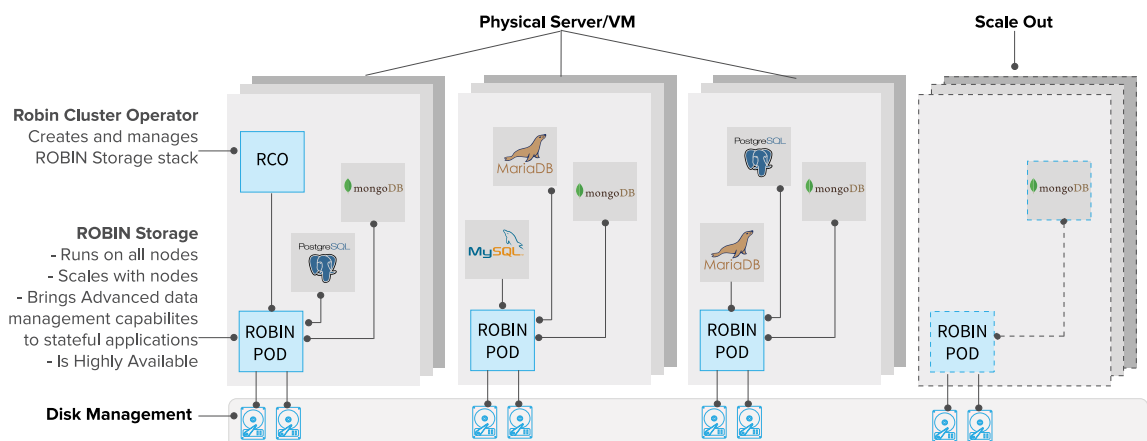 Physical Server/VM
Scale Out
Robin Cluster Operator
Creates and manages
ROBIN Storage stack
RCO
mongoDB
PostgreSQL
ROBIN Storage
- Runs on all nodes
- Scales with nodes
- Brings Advanced data
management capabilites
to stateful applications
- Is Highly Available
ROBIN
POD
MariaDB
mongoDB
MySQL
ROBIN
POD
PostgreSQL
mongoDB
MariaDB
ROBIN
POD
mongoDB
ROBIN
POD
Disk Management